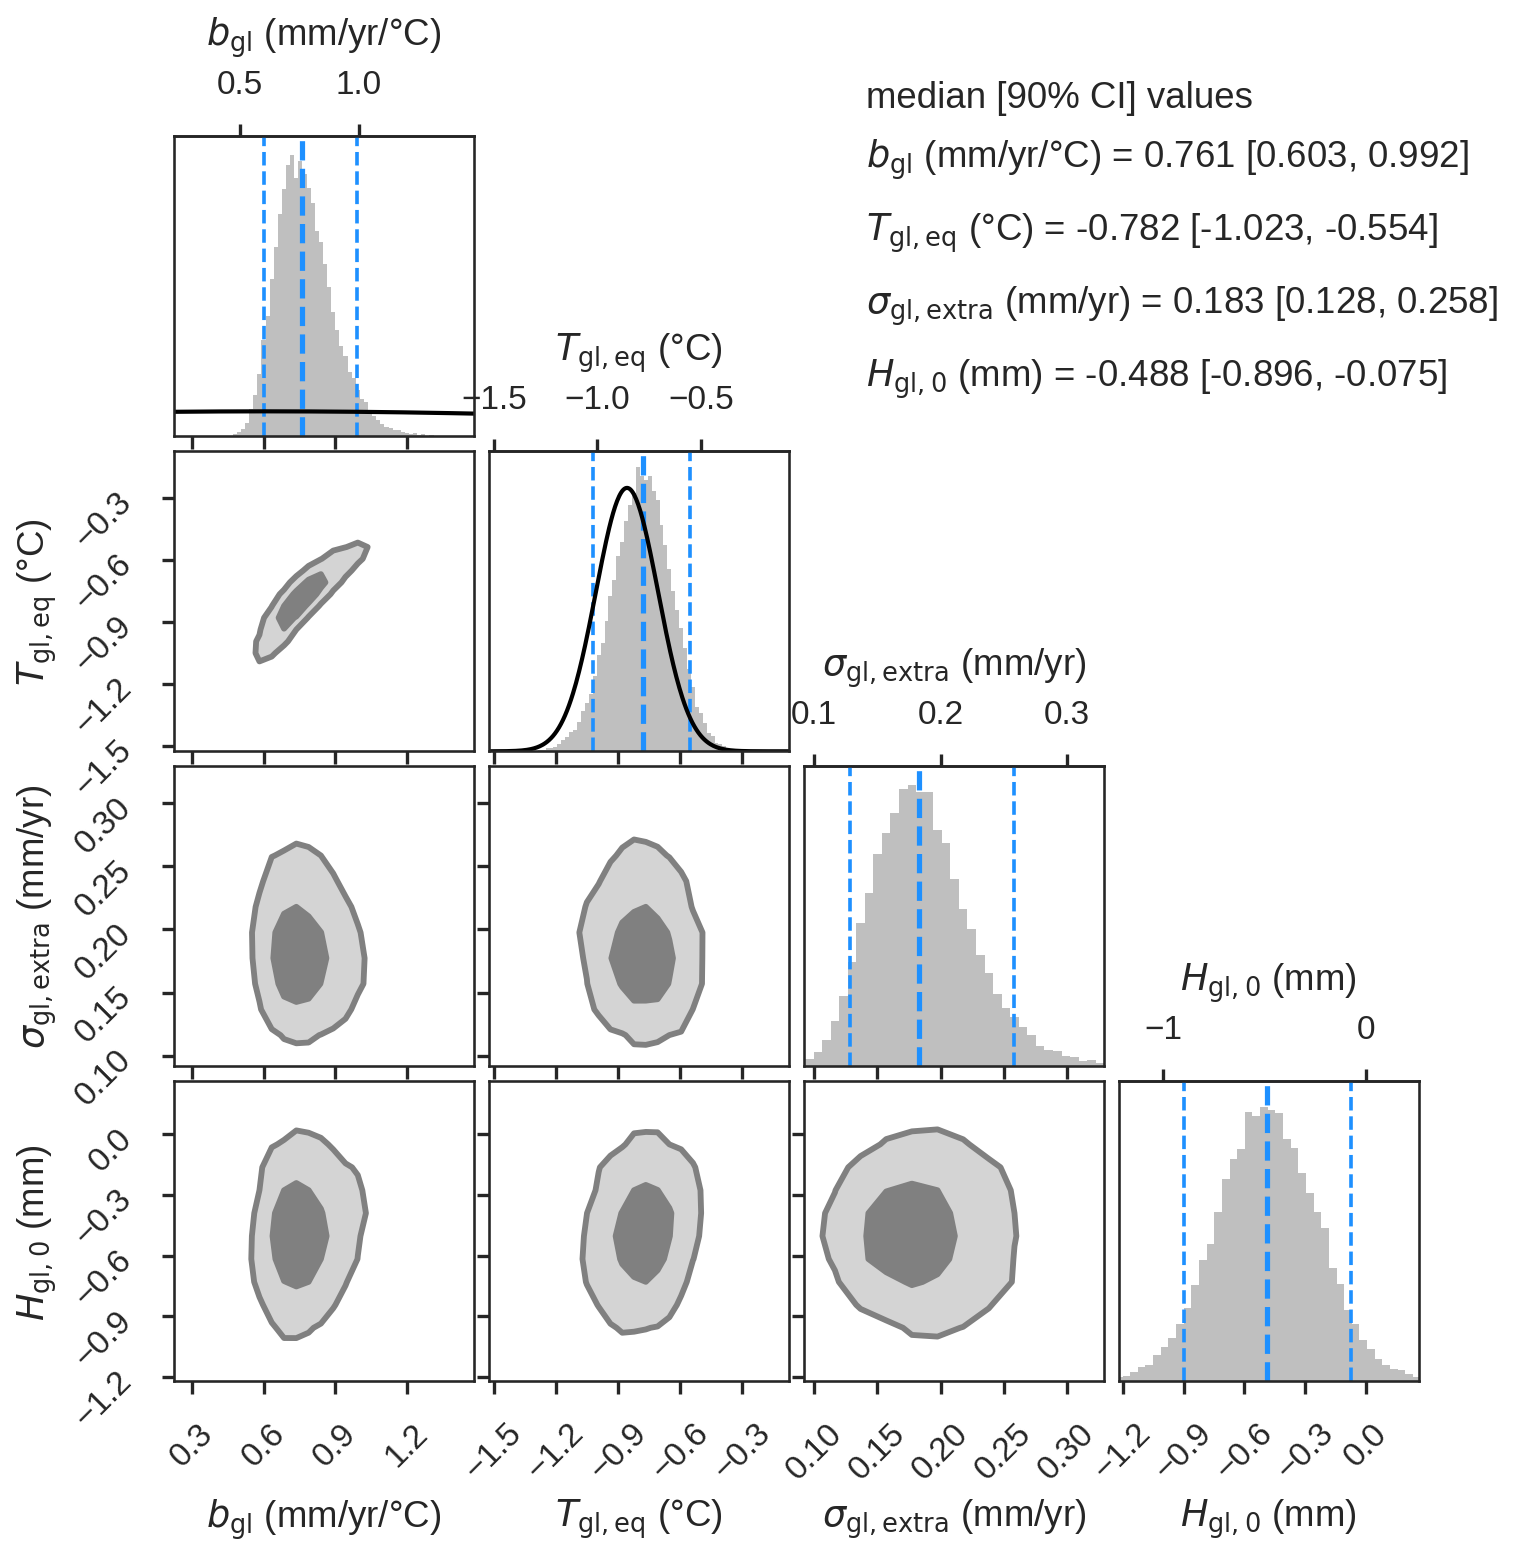 b_gl (mm/yr/°C)
0.5 1.0
median [90% CI] values
b_gl (mm/yr/°C) = 0.761 [0.603, 0.992]
T_gl,eq (°C) = -0.782 [-1.023, -0.554]
σ_gl,extra (mm/yr) = 0.183 [0.128, 0.258]
H_gl,0 (mm) = -0.488 [-0.896, -0.075]
T_gl,eq (°C)
−1.5 −1.0 −0.5
T_gl,eq (°C)
−0.3
−0.6
−0.9
−1.2
−1.5
σ_gl,extra (mm/yr)
0.1 0.2 0.3
σ_gl,extra (mm/yr)
0.30
0.25
0.20
0.15
0.10
H_gl,0 (mm)
−1 0
H_gl,0 (mm)
0.0
−0.3
−0.6
−0.9
−1.2
0.3 0.6 0.9 1.2 −1.5 −1.2 −0.9 −0.6 −0.3 0.10 0.15 0.20 0.25 0.30 −1.2 −0.9 −0.6 −0.3 0.0
b_gl (mm/yr/°C) T_gl,eq (°C) σ_gl,extra (mm/yr) H_gl,0 (mm)